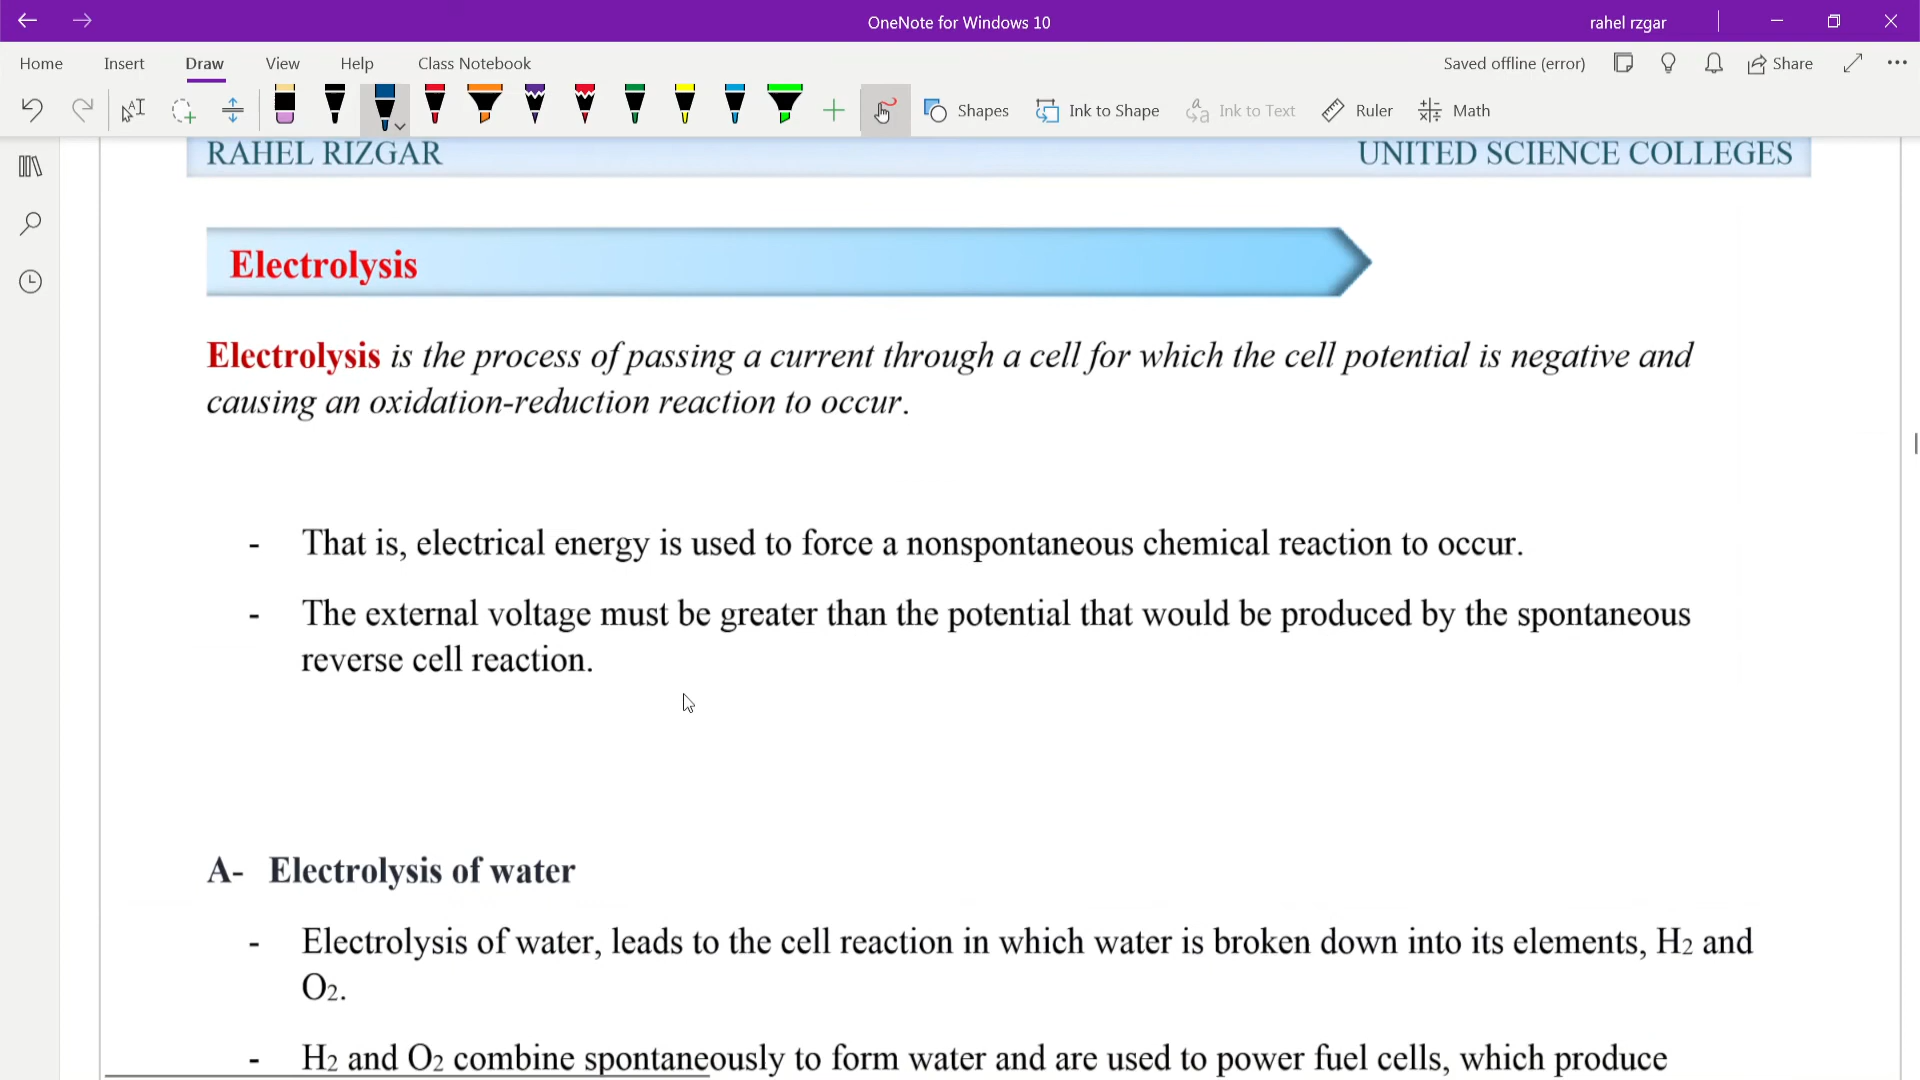 OneNote for Windows 10
rahel rzgar
Home Insert Draw View Help Class Notebook
Saved offline (error) Share
Shapes Ink to Shape Ink to Text Ruler Math
RAHEL RIZGAR UNITED SCIENCE COLLEGES
Electrolysis
Electrolysis is the process of passing a current through a cell for which the cell potential is negative and
causing an oxidation-reduction reaction to occur.
- That is, electrical energy is used to force a nonspontaneous chemical reaction to occur.
- The external voltage must be greater than the potential that would be produced by the spontaneous
reverse cell reaction.
A- Electrolysis of water
- Electrolysis of water, leads to the cell reaction in which water is broken down into its elements, H2 and
O2.
- H2 and O2 combine spontaneously to form water and are used to power fuel cells, which produce